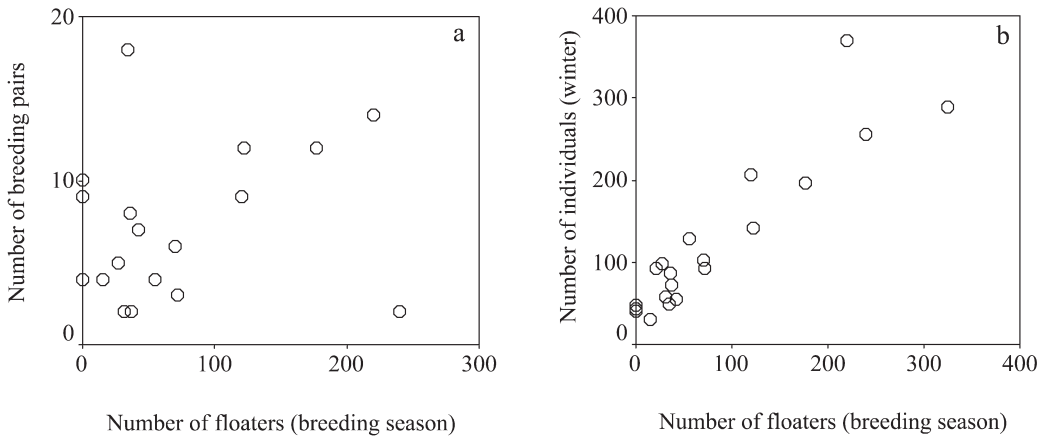 20
a
10
0
0
100
200
300
Number of breeding pairs
Number of floaters (breeding season)
400
b
300
200
100
0
0
100
200
300
400
Number of individuals (winter)
Number of floaters (breeding season)